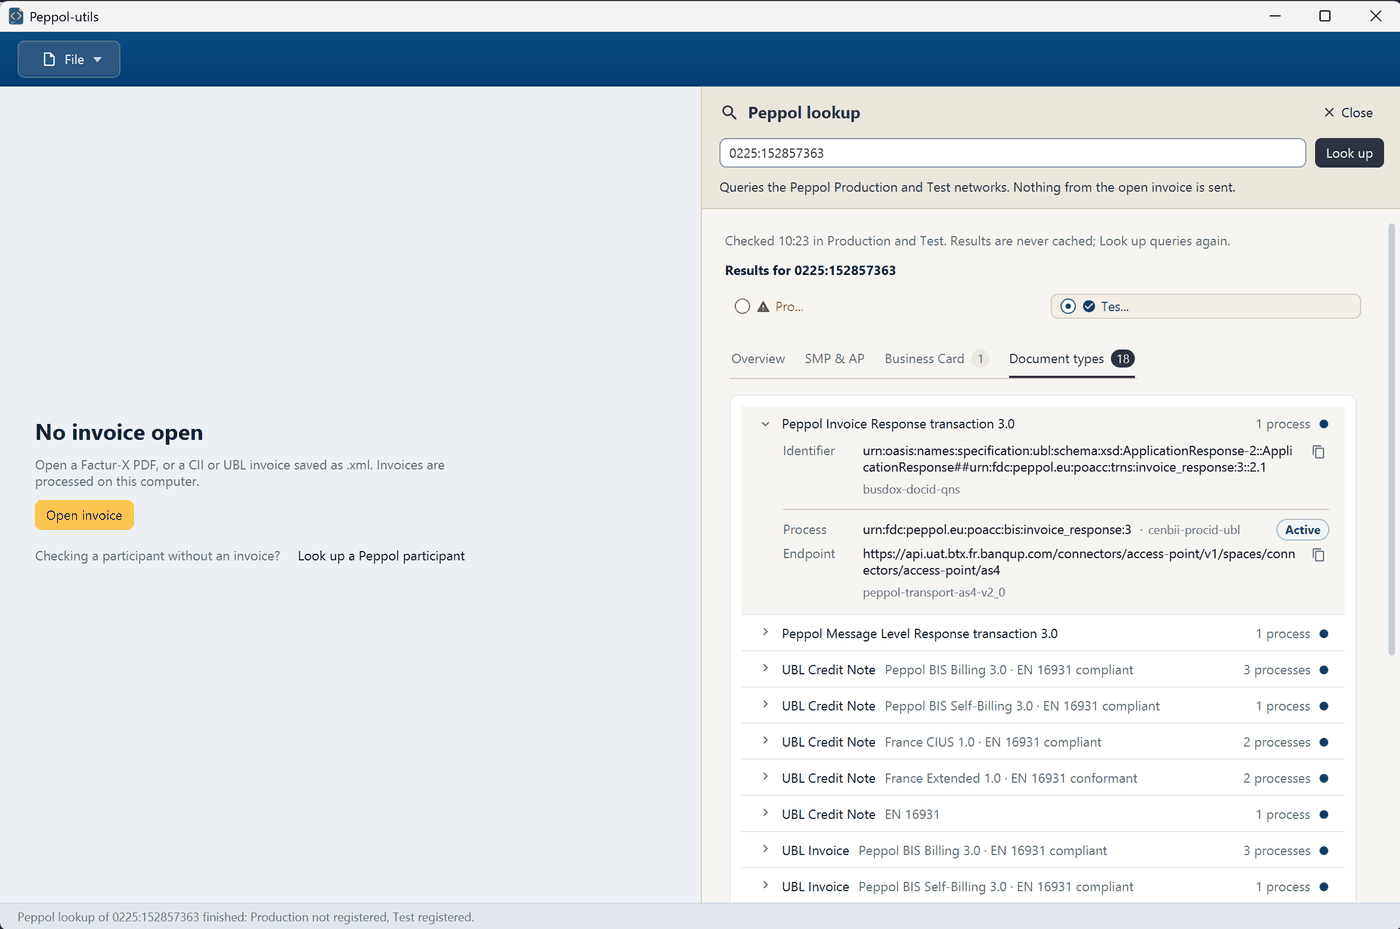 Peppol-utils
File
Peppol lookup
Close
0225:152857363
Look up
Queries the Peppol Production and Test networks. Nothing from the open invoice is sent.
Checked 10:23 in Production and Test. Results are never cached; Look up queries again.
Results for 0225:152857363
Pro...
Tes...
Overview
SMP & AP
Business Card 1
Document types 18
Peppol Invoice Response transaction 3.0
1 process
Identifier
urn:oasis:names:specification:ubl:schema:xsd:ApplicationResponse-2::Appli
cationResponse##urn:fdc:peppol.eu:poacc:trns:invoice_response:3::2.1
busdox-docid-qns
Process
urn:fdc:peppol.eu:poacc:bis:invoice_response:3 · cenbii-procid-ubl
Active
Endpoint
https://api.uat.btx.fr.banqup.com/connectors/access-point/v1/spaces/conn
ectors/access-point/as4
peppol-transport-as4-v2_0
Peppol Message Level Response transaction 3.0
1 process
UBL Credit Note Peppol BIS Billing 3.0 · EN 16931 compliant
3 processes
UBL Credit Note Peppol BIS Self-Billing 3.0 · EN 16931 compliant
1 process
UBL Credit Note France CIUS 1.0 · EN 16931 compliant
2 processes
UBL Credit Note France Extended 1.0 · EN 16931 conformant
2 processes
UBL Credit Note EN 16931
1 process
UBL Invoice Peppol BIS Billing 3.0 · EN 16931 compliant
3 processes
UBL Invoice Peppol BIS Self-Billing 3.0 · EN 16931 compliant
1 process
No invoice open
Open a Factur-X PDF, or a CII or UBL invoice saved as .xml. Invoices are
processed on this computer.
Open invoice
Checking a participant without an invoice? Look up a Peppol participant
Peppol lookup of 0225:152857363 finished: Production not registered, Test registered.